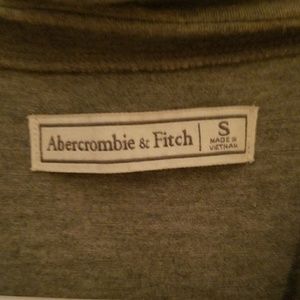 Abercrombie & Fitch
S
MADE IN
VIETNAM